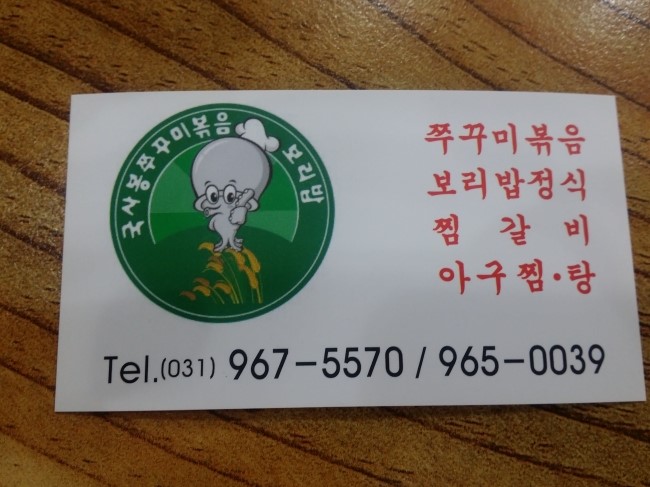 국사봉쭈꾸미볶음 보리밥
쭈꾸미볶음
보리밥정식
찜 갈 비
아구찜·탕
Tel.(031) 967-5570 / 965-0039